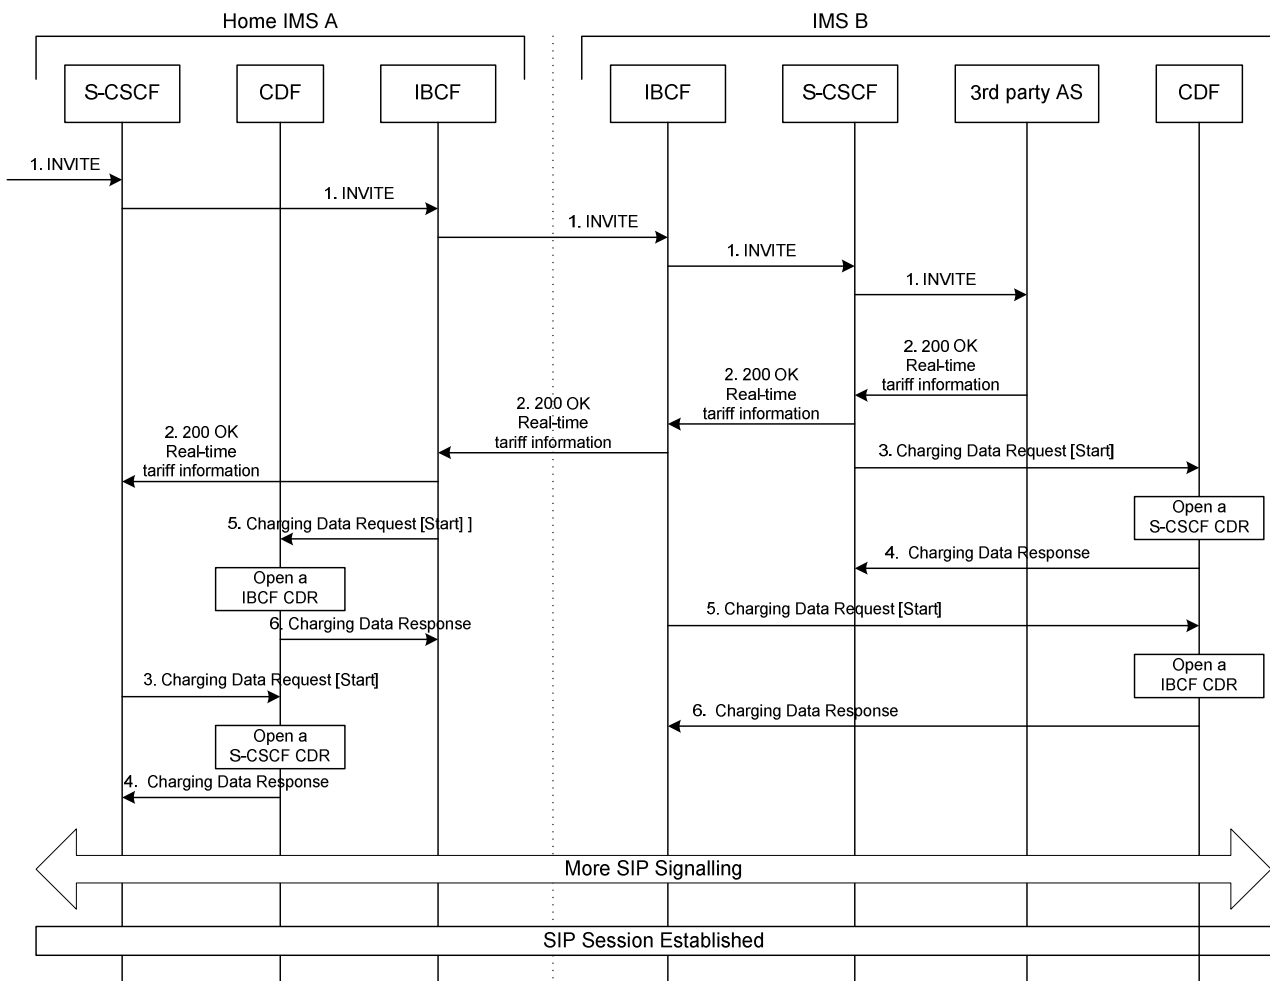 Home IMS A
IMS B
S-CSCF
CDF
IBCF
IBCF
S-CSCF
3rd party AS
CDF
1. INVITE
1. INVITE
1. INVITE
1. INVITE
1. INVITE
2. 200 OK
Real-time
tariff information
2. 200 OK
Real-time
tariff information
2. 200 OK
Real-time
tariff information
2. 200 OK
Real-time
tariff information
3. Charging Data Request [Start]
Open a
S-CSCF CDR
5. Charging Data Request [Start] ]
4. Charging Data Response
Open a
IBCF CDR
5. Charging Data Request [Start]
6. Charging Data Response
Open a
IBCF CDR
3. Charging Data Request [Start]
6. Charging Data Response
Open a
S-CSCF CDR
4. Charging Data Response
More SIP Signalling
SIP Session Established